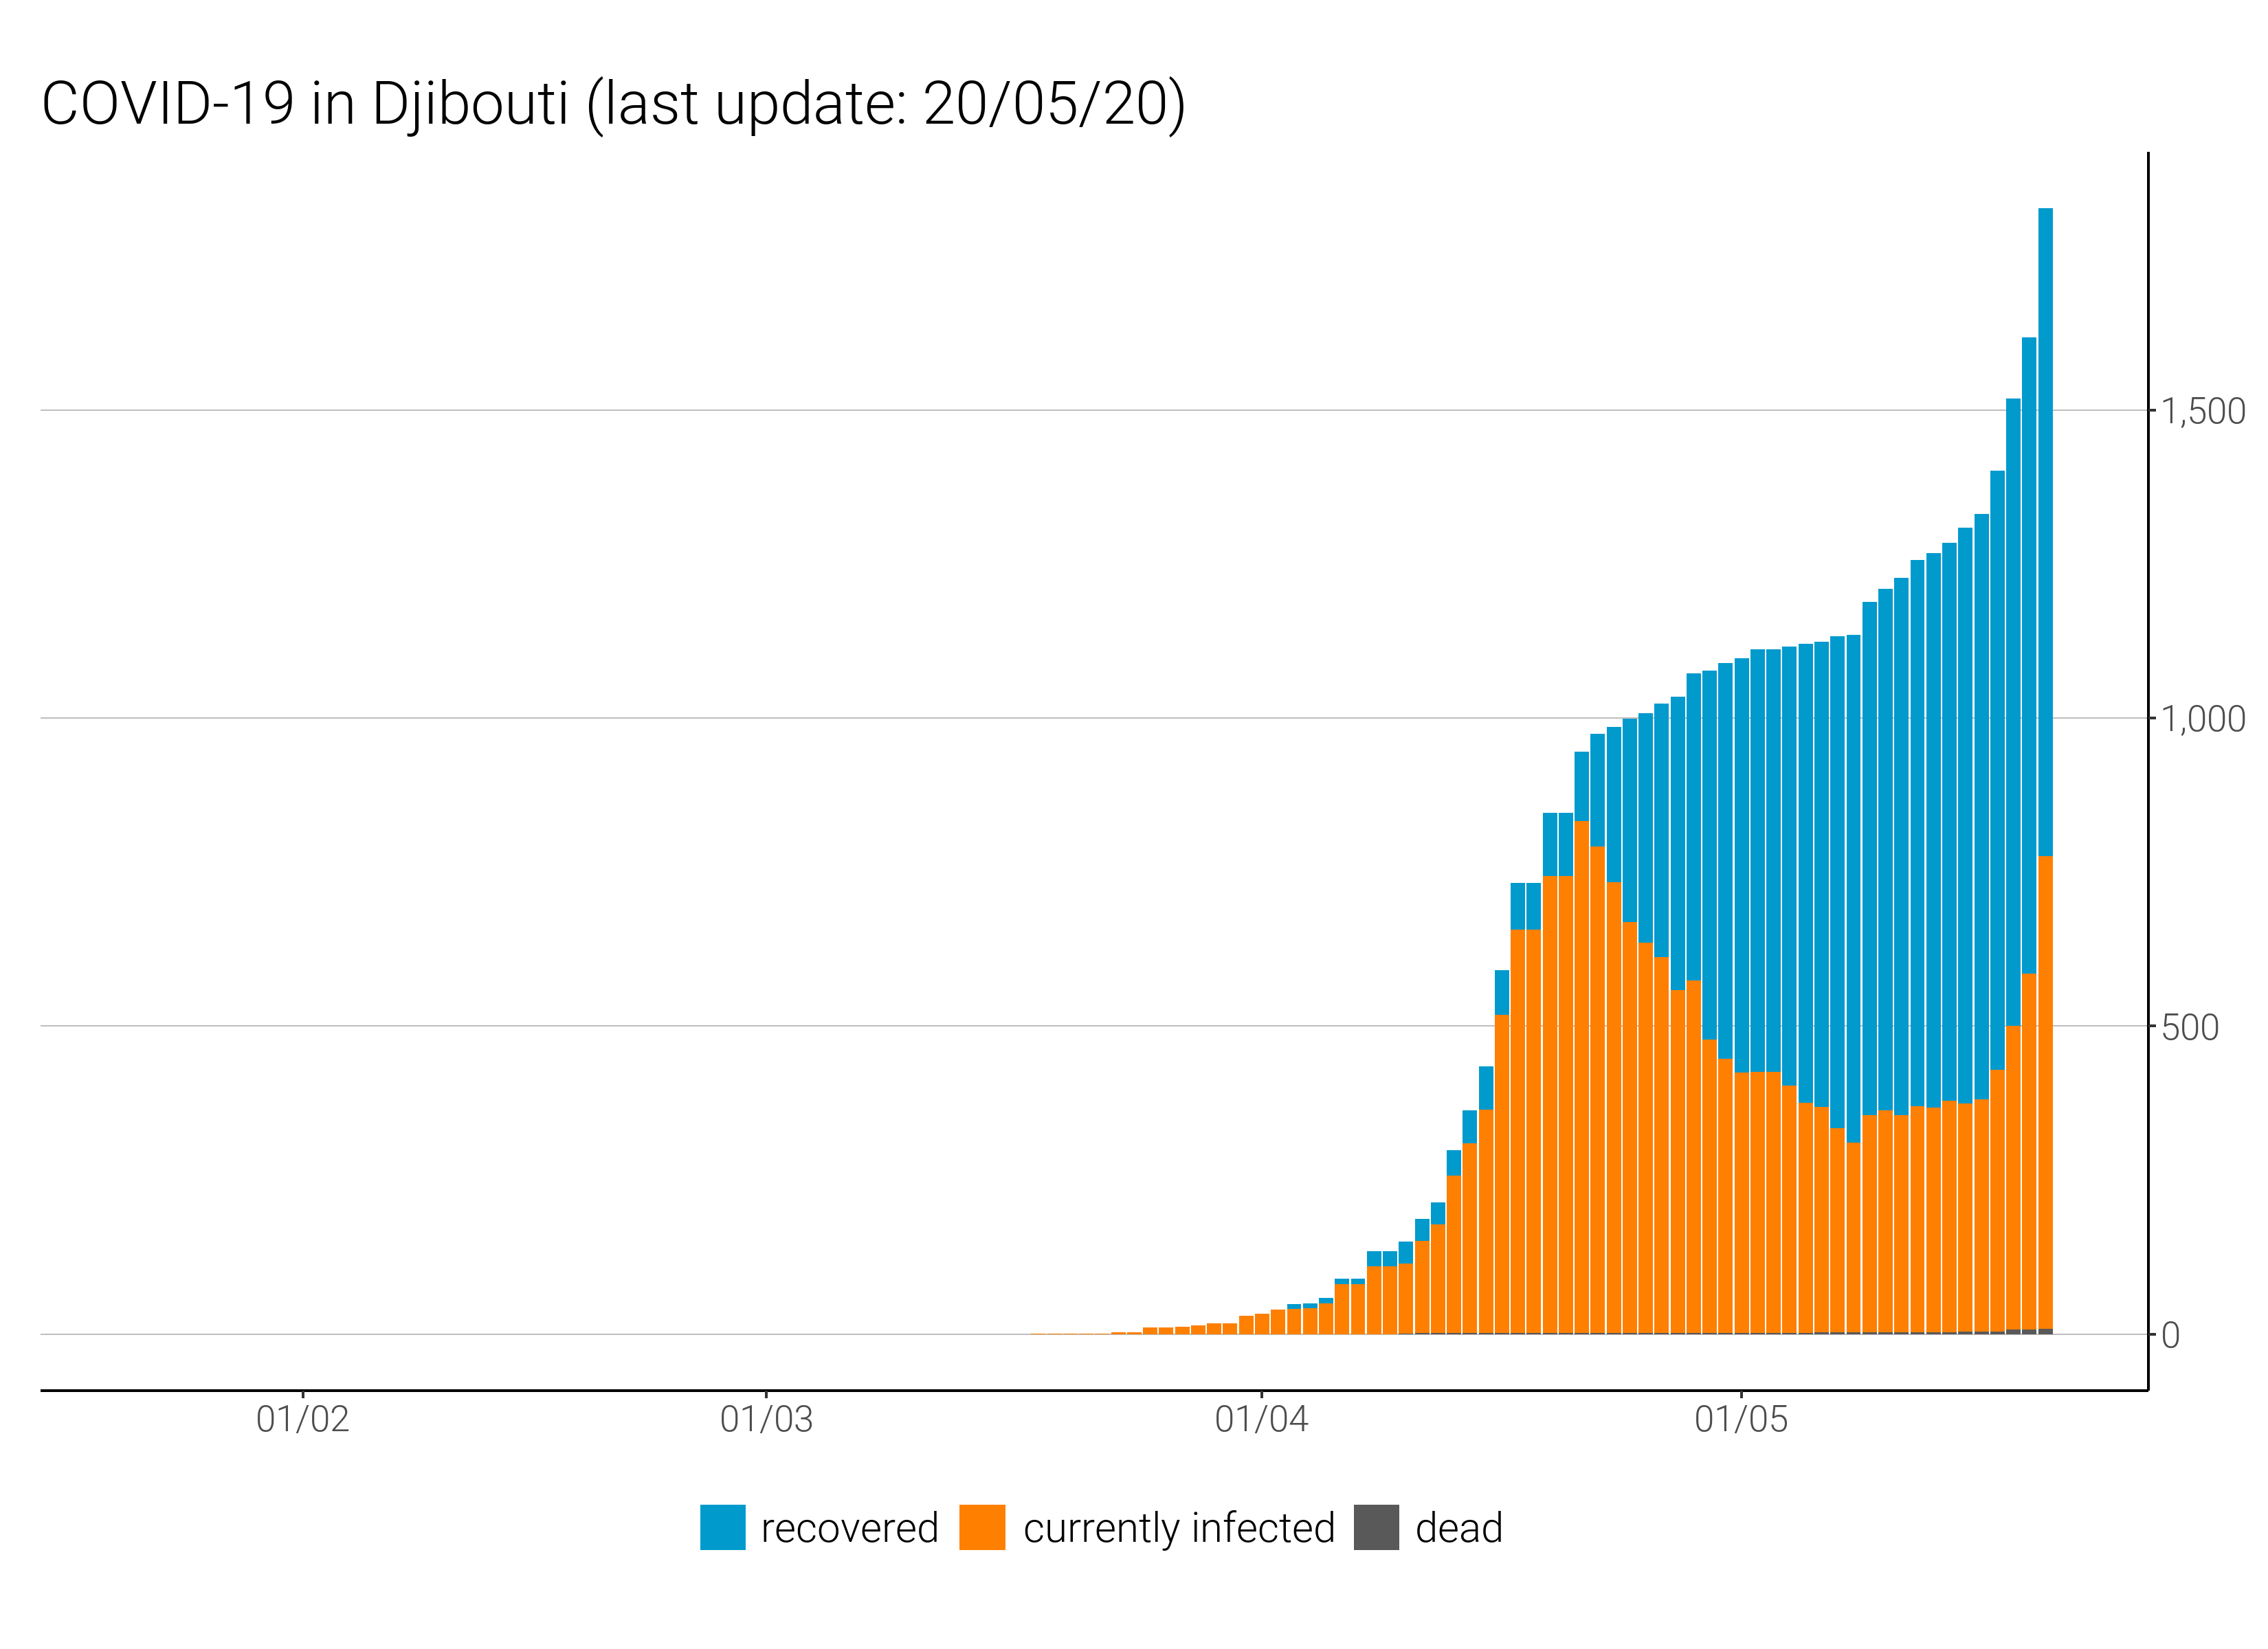 COVID-19 in Djibouti (last update: 20/05/20)
1,500
1,000
500
0
01/02 01/03 01/04 01/05
recovered currently infected dead